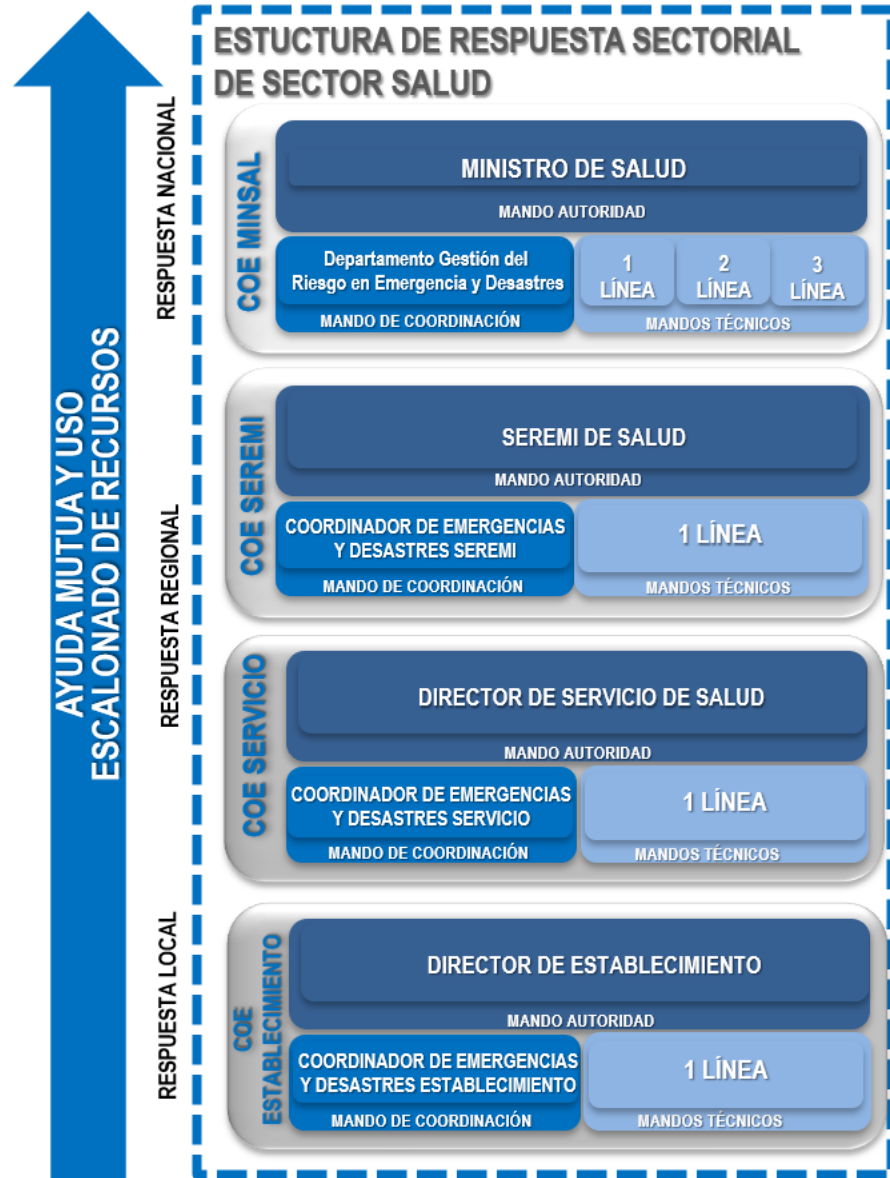 ESTUCTURA DE RESPUESTA SECTORIAL
DE SECTOR SALUD
AYUDA MUTUA Y USO
ESCALONADO DE RECURSOS
RESPUESTA NACIONAL
COE MINSAL
MINISTRO DE SALUD
MANDO AUTORIDAD
Departamento Gestión del
Riesgo en Emergencia y Desastres
MANDO DE COORDINACIÓN
1
LÍNEA
2
LÍNEA
3
LÍNEA
MANDOS TÉCNICOS
RESPUESTA REGIONAL
COE SEREMI
SEREMI DE SALUD
MANDO AUTORIDAD
COORDINADOR DE EMERGENCIAS
Y DESASTRES SEREMI
MANDO DE COORDINACIÓN
1 LÍNEA
MANDOS TÉCNICOS
COE SERVICIO
DIRECTOR DE SERVICIO DE SALUD
MANDO AUTORIDAD
COORDINADOR DE EMERGENCIAS
Y DESASTRES SERVICIO
MANDO DE COORDINACIÓN
1 LÍNEA
MANDOS TÉCNICOS
RESPUESTA LOCAL
COE
ESTABLECIMIENTO
DIRECTOR DE ESTABLECIMIENTO
MANDO AUTORIDAD
COORDINADOR DE EMERGENCIAS
Y DESASTRES ESTABLECIMIENTO
MANDO DE COORDINACIÓN
1 LÍNEA
MANDOS TÉCNICOS